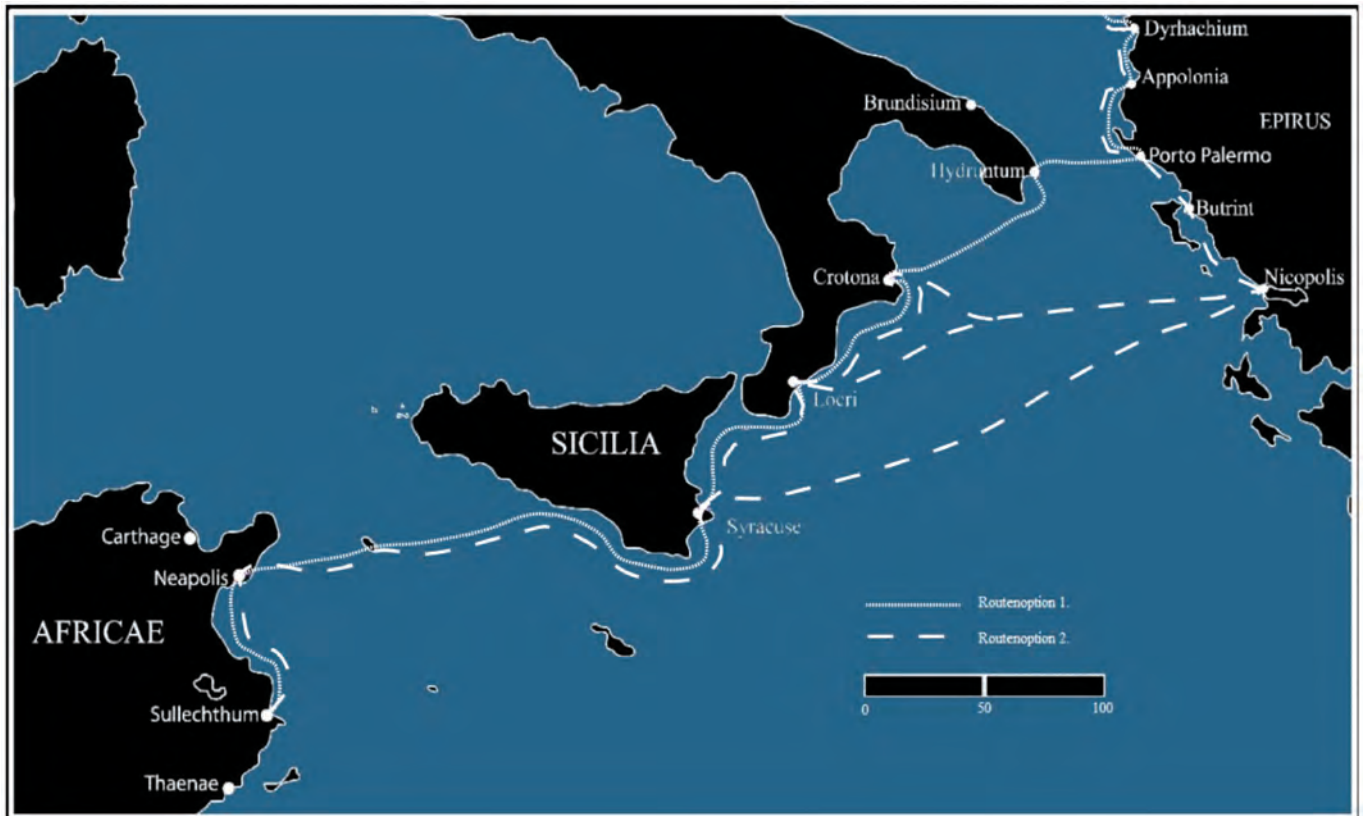 Dyrhachium
Appolonia
Brundisium
EPIRUS
Porto Palermo
Hydruntum
Butrint
Crotona
Nicopolis
Locri
SICILIA
Syracuse
Carthage
Neapolis
AFRICAE
Routenoption 1.
Routenoption 2.
Sullechthum
0 50 100
Thaenae